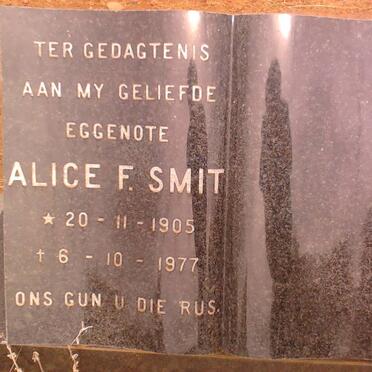 TER GEDAGTENIS
AAN MY GELIEFDE
EGGENOTE
ALICE F. SMIT
★ 20 - 11 - 1905
† 6 - 10 - 1977
ONS GUN U DIE RUS.